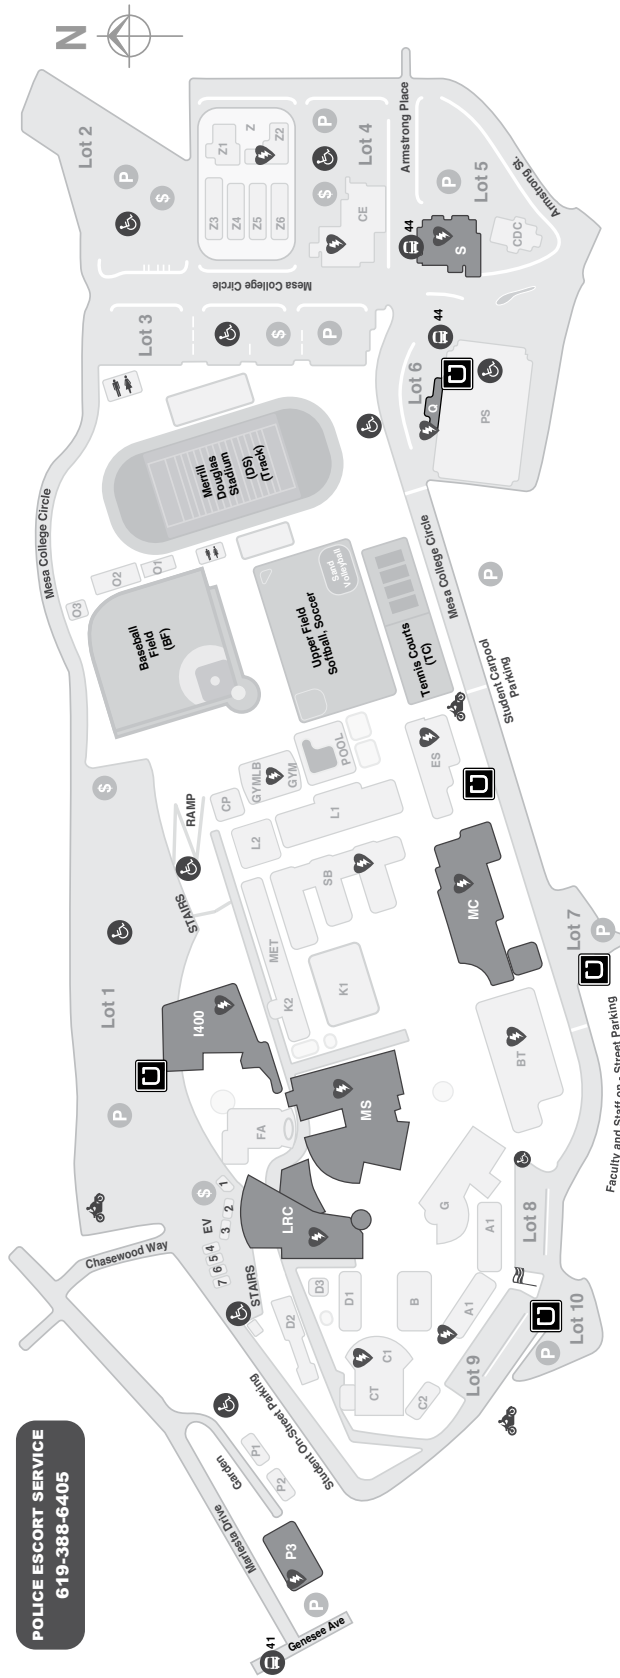 N
Lot 2
P
$
Z1
Z
Z2
Z3
Z4
Z5
Z6
P
Lot 4
$
CE
Armstrong Place
P
Lot 5
Armstrong St.
44
S
CDC
Mesa College Circle
Lot 3
$
P
44
Lot 6
Q
PS
Merrill
Douglas
Stadium
(DS)
(Track)
Mesa College Circle
O3
O2
O1
Baseball
Field
(BF)
Upper Field
Softball, Soccer
Sand
Volleyball
Tennis Courts
(TC)
Mesa College Circle
P
Student Carpool
Parking
$
RAMP
STAIRS
CP
GYMLB
GYM
POOL
ES
L2
L1
SB
MET
K2
K1
MC
Lot 7
P
Lot 1
I400
P
BT
Faculty and Staff on - Street Parking
FA
MS
$
EV
1
2
3
4
5
6
7
LRC
G
A1
Lot 8
Chasewood Way
STAIRS
D2
D3
D1
B
A1
Lot 10
P
Lot 9
C1
CT
C2
Student On-Street Parking
Garden
P1
P2
Marlesta Drive
P3
P
Genesee Ave
41
POLICE ESCORT SERVICE
619-388-6405